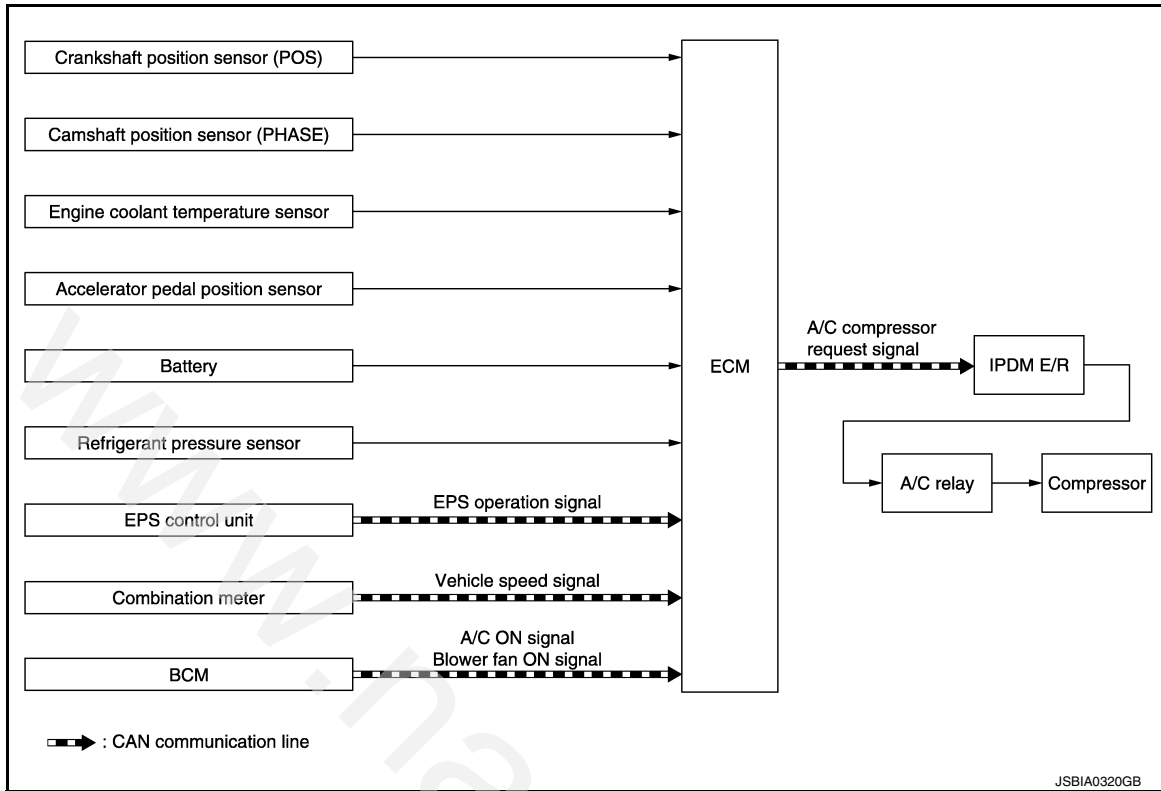 Crankshaft position sensor (POS)
Camshaft position sensor (PHASE)
Engine coolant temperature sensor
Accelerator pedal position sensor
Battery
Refrigerant pressure sensor
EPS control unit
EPS operation signal
Combination meter
Vehicle speed signal
BCM
A/C ON signal
Blower fan ON signal
ECM
A/C compressor
request signal
IPDM E/R
A/C relay
Compressor
: CAN communication line
JSBIA0320GB
www.na